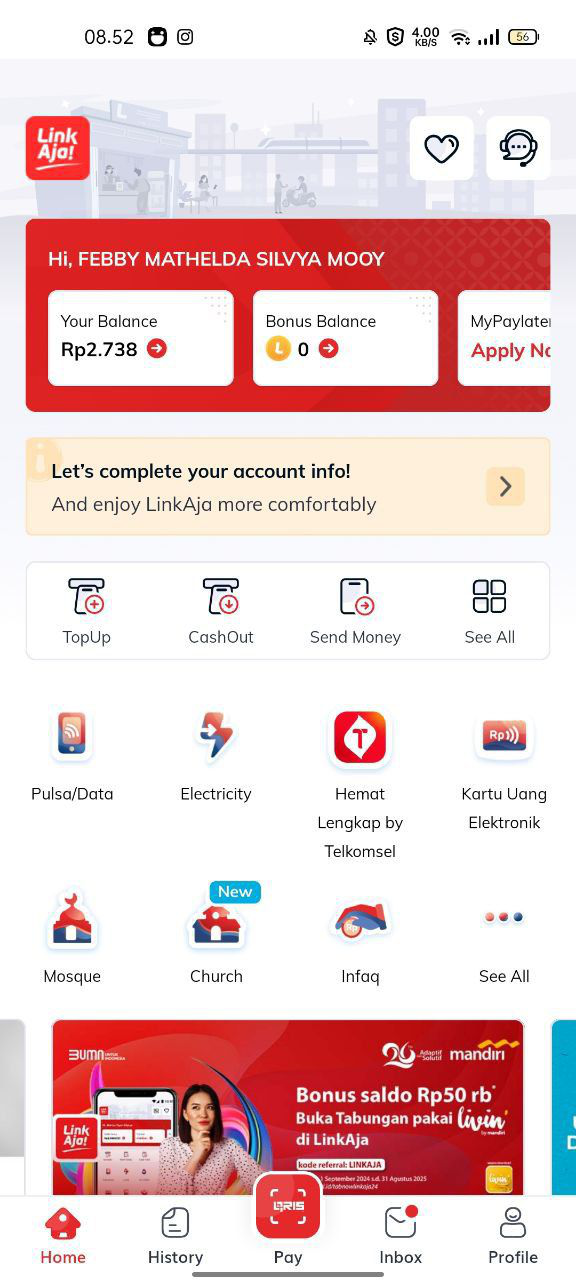 08.52
4.00
KB/S
56
Link
Aja!
Hi, FEBBY MATHELDA SILVYA MOOY
Your Balance
Rp2.738
Bonus Balance
L 0
MyPaylater
Apply No
Let's complete your account info!
And enjoy LinkAja more comfortably
TopUp
CashOut
Send Money
See All
Pulsa/Data
Electricity
Hemat
Lengkap by
Telkomsel
Rp
Kartu Uang
Elektronik
Mosque
New
Church
Rp
Infaq
See All
BUMN UNTUK INDONESIA
26 Adaptif Solutif
mandiri
Link
Aja!
Bonus saldo Rp50 rb*
Buka Tabungan pakai livin'
by mandiri
di LinkAja
kode referral: LINKAJA
1 September 2024 s.d. 31 Agustus 2025
livin'
QRIS
Home
History
Pay
Inbox
Profile